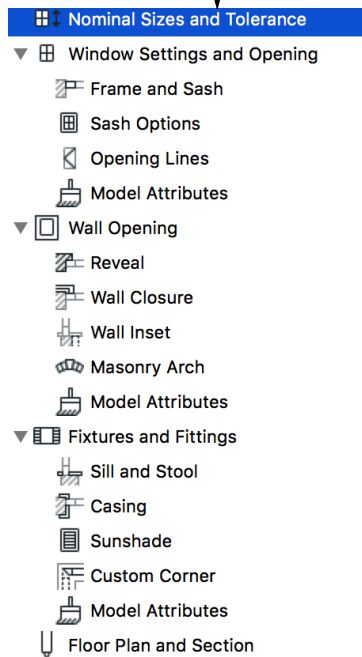 Nominal Sizes and Tolerance
Window Settings and Opening
Frame and Sash
Sash Options
Opening Lines
Model Attributes
Wall Opening
Reveal
Wall Closure
Wall Inset
Masonry Arch
Model Attributes
Fixtures and Fittings
Sill and Stool
Casing
Sunshade
Custom Corner
Model Attributes
Floor Plan and Section